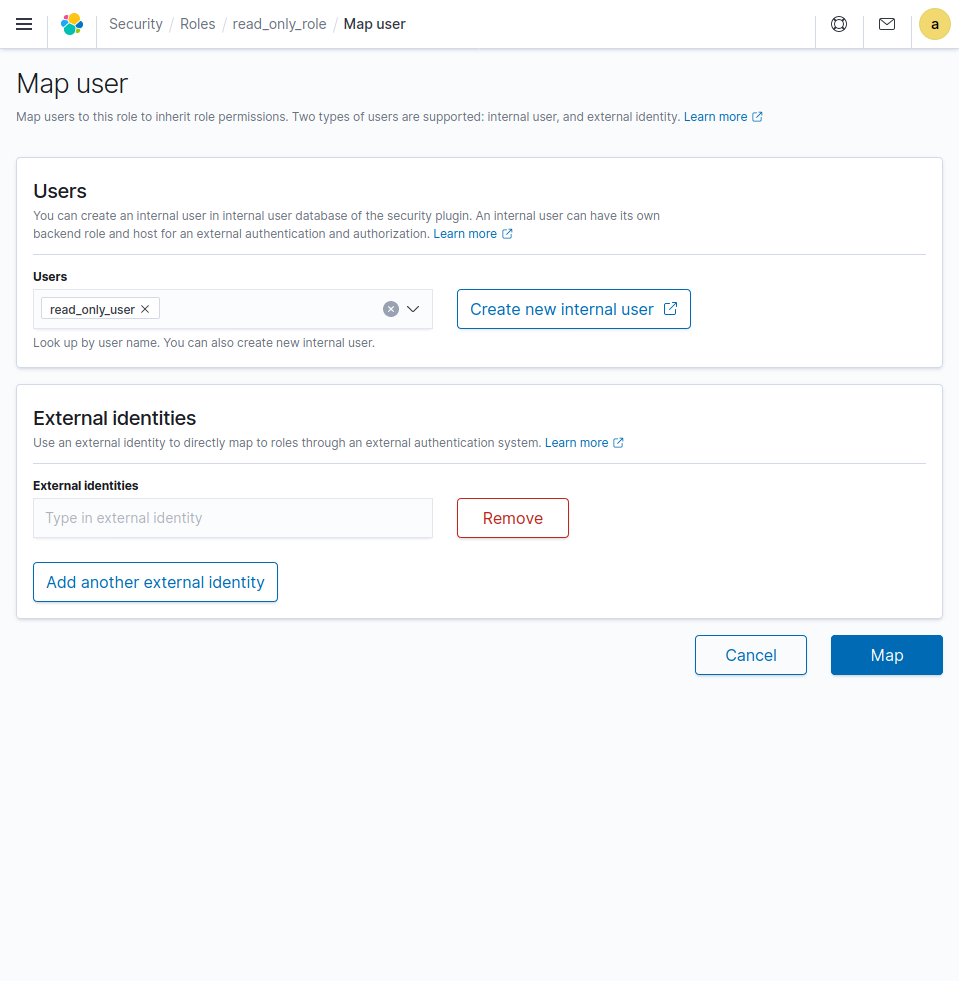 Security / Roles / read_only_role / Map user
a
Map user
Map users to this role to inherit role permissions. Two types of users are supported: internal user, and external identity. Learn more
Users
You can create an internal user in internal user database of the security plugin. An internal user can have its own
backend role and host for an external authentication and authorization. Learn more
Users
read_only_user
Create new internal user
Look up by user name. You can also create new internal user.
External identities
Use an external identity to directly map to roles through an external authentication system. Learn more
External identities
Type in external identity
Remove
Add another external identity
Cancel
Map